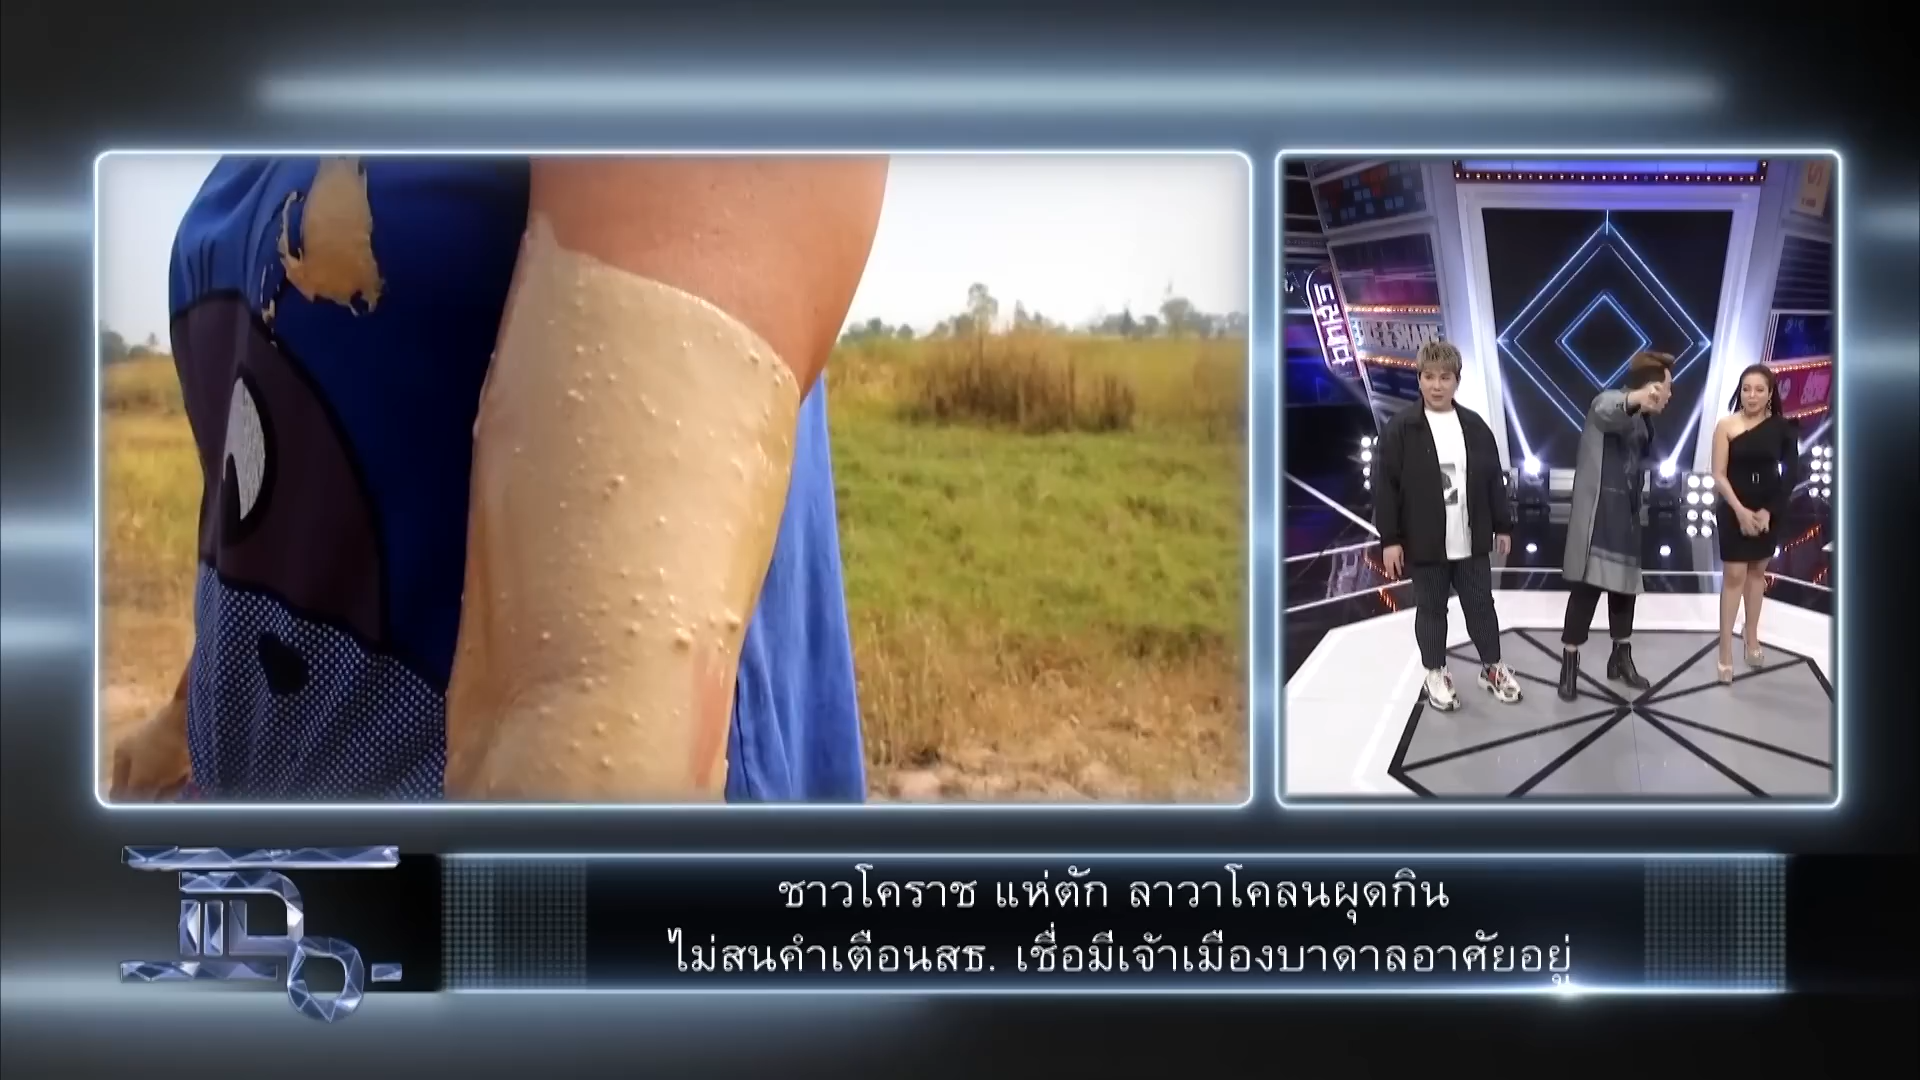 แฉ.
ชาวโคราช แห่ตัก ลาวาโคลนผุดกิน
ไม่สนคำเตือนสธ. เชื่อมีเจ้าเมืองบาดาลอาศัยอยู่